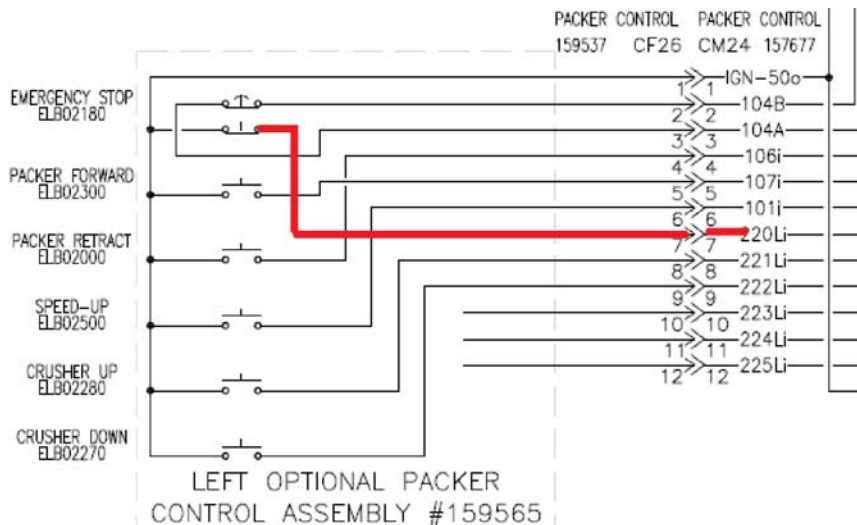 PACKER CONTROL PACKER CONTROL
159537 CF26 CM24 157677
IGN-50o
1 1
EMERGENCY STOP
ELB02180
104B
2 2
104A
3 3
106i
4 4
PACKER FORWARD
ELB02300
107i
5 5
101i
6 6
PACKER RETRACT
ELB02000
220Li
7 7
221Li
8 8
222Li
9 9
SPEED-UP
ELB02500
223Li
10 10
224Li
11 11
225Li
12 12
CRUSHER UP
ELB02280
CRUSHER DOWN
ELB02270
LEFT OPTIONAL PACKER
CONTROL ASSEMBLY #159565